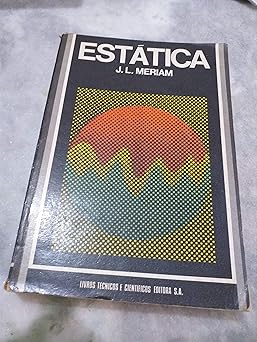 ESTÁTICA
J. L. MERIAM
LIVROS TÉCNICOS E CIENTÍFICOS EDITORA S.A.